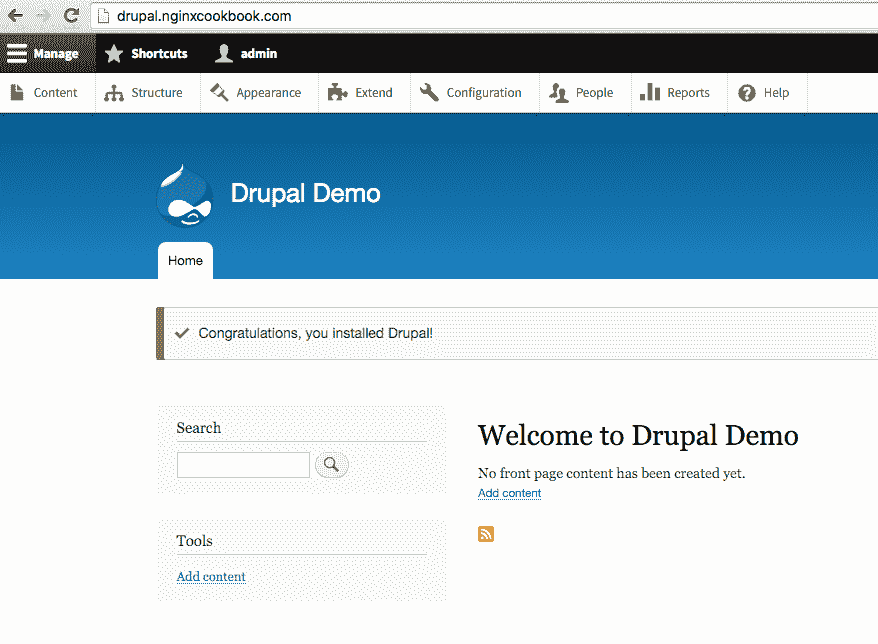 drupal.nginxcookbook.com
Manage Shortcuts admin
Content Structure Appearance Extend Configuration People Reports Help
Drupal Demo
Home
Congratulations, you installed Drupal!
Search
Welcome to Drupal Demo
No front page content has been created yet.
Add content
Tools
Add content